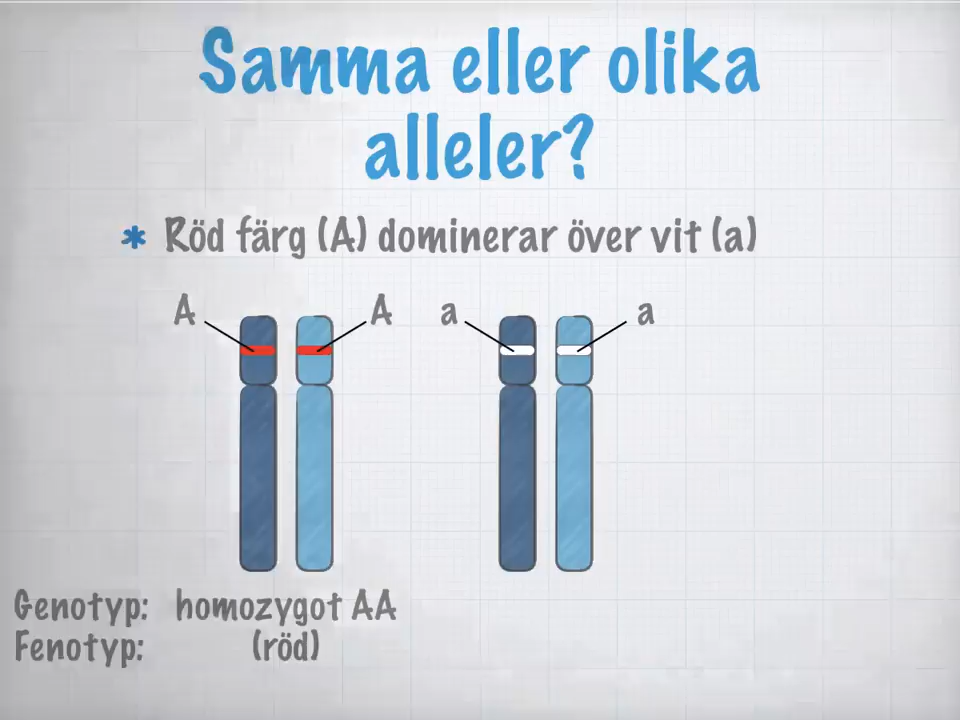 Samma eller olika
alleler?
* Röd färg (A) dominerar över vit (a)
A A a a
Genotyp: homozygot AA
Fenotyp: (röd)